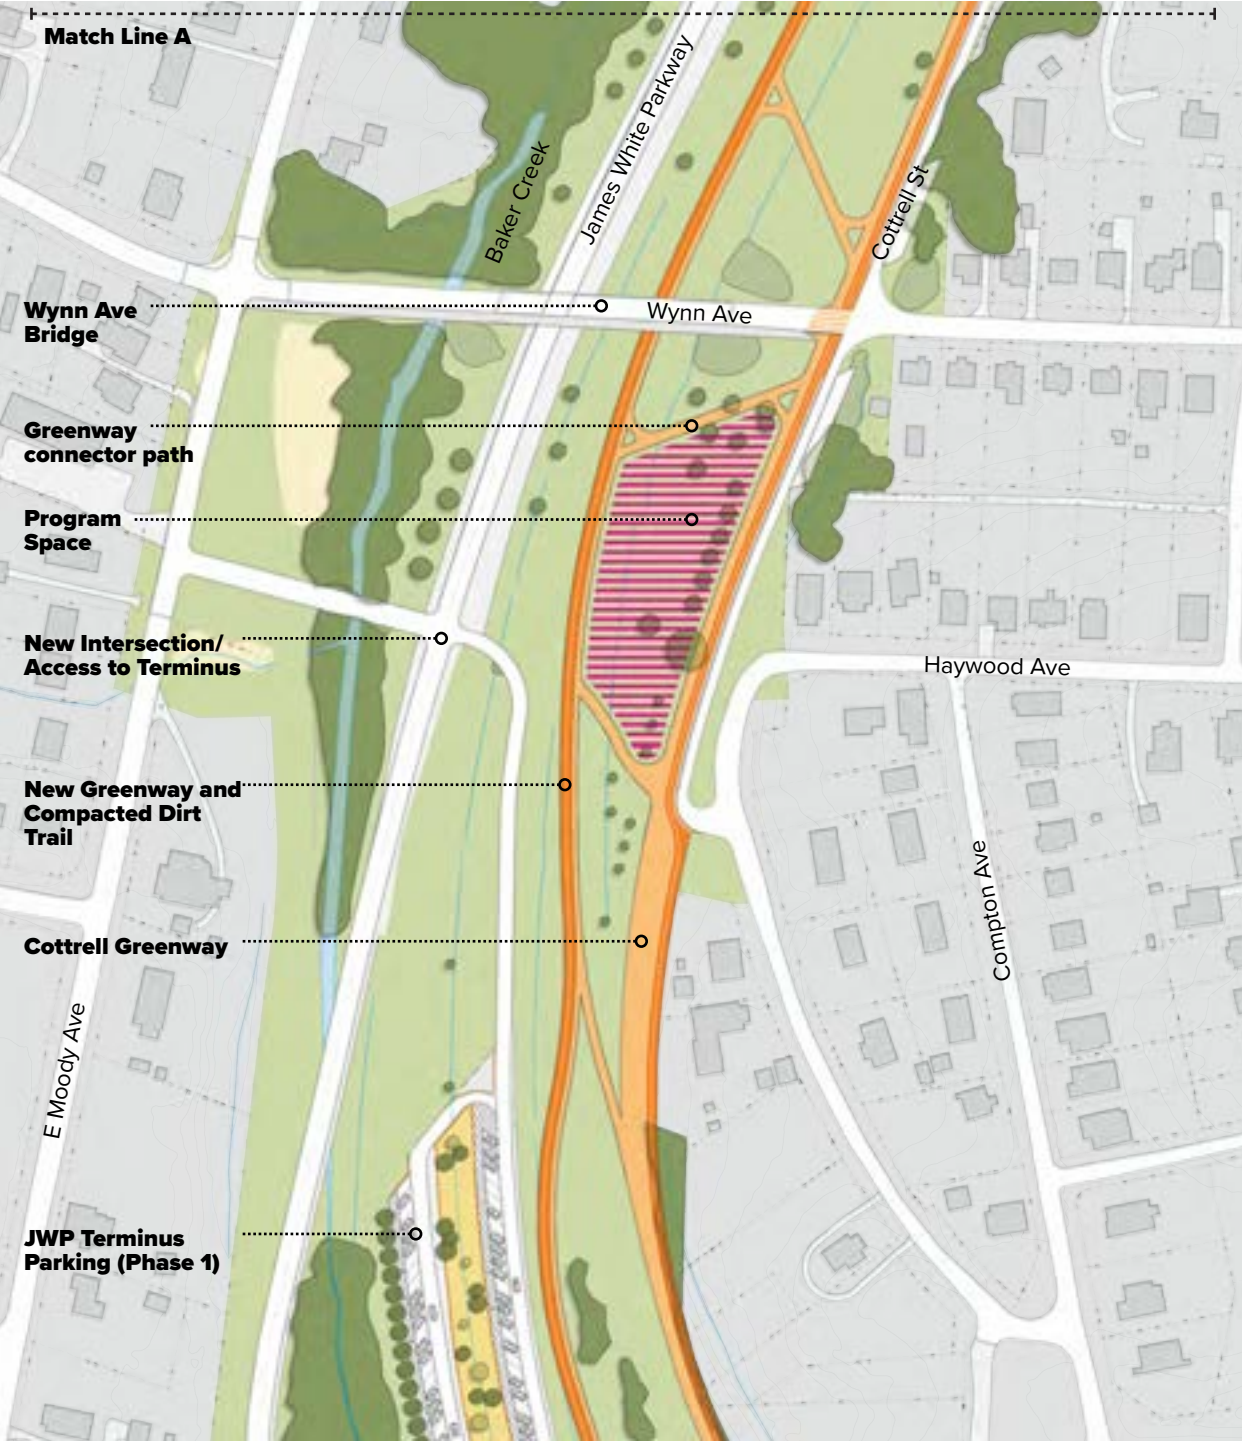 Match Line A
James White Parkway
Baker Creek
Cottrell St
Wynn Ave
Bridge
Wynn Ave
Greenway
connector path
Program
Space
New Intersection/
Access to Terminus
Haywood Ave
New Greenway and
Compacted Dirt
Trail
Compton Ave
Cottrell Greenway
E Moody Ave
JWP Terminus
Parking (Phase 1)